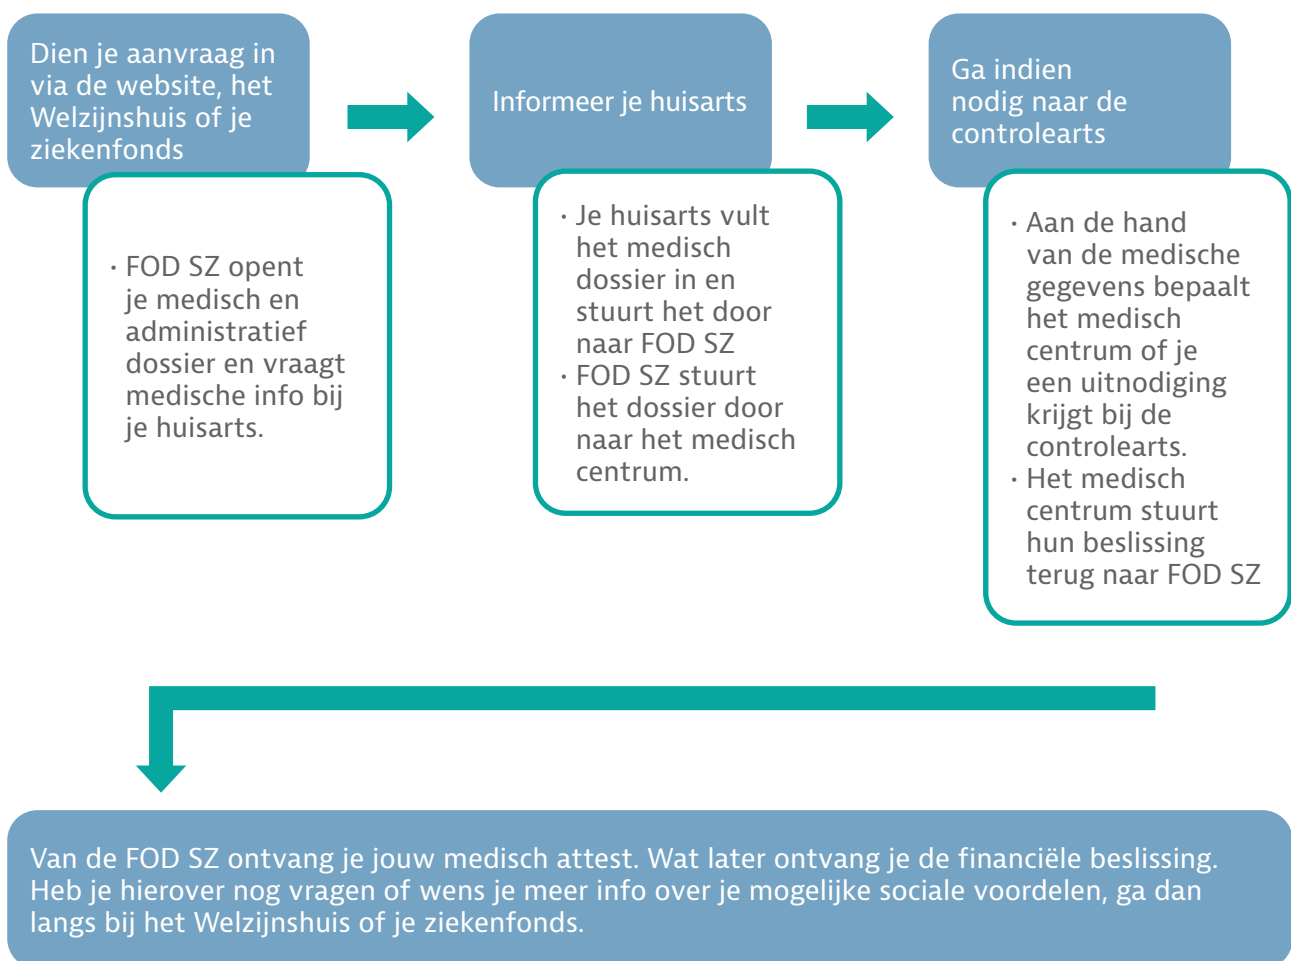 Dien je aanvraag in
via de website, het
Welzijnshuis of je
ziekenfonds
· FOD SZ opent
je medisch en
administratief
dossier en vraagt
medische info bij
je huisarts.
Informeer je huisarts
· Je huisarts vult
het medisch
dossier in en
stuurt het door
naar FOD SZ
· FOD SZ stuurt
het dossier door
naar het medisch
centrum.
Ga indien
nodig naar de
controlearts
· Aan de hand
van de medische
gegevens bepaalt
het medisch
centrum of je
een uitnodiging
krijgt bij de
controlearts.
· Het medisch
centrum stuurt
hun beslissing
terug naar FOD SZ
Van de FOD SZ ontvang je jouw medisch attest. Wat later ontvang je de financiële beslissing.
Heb je hierover nog vragen of wens je meer info over je mogelijke sociale voordelen, ga dan
langs bij het Welzijnshuis of je ziekenfonds.